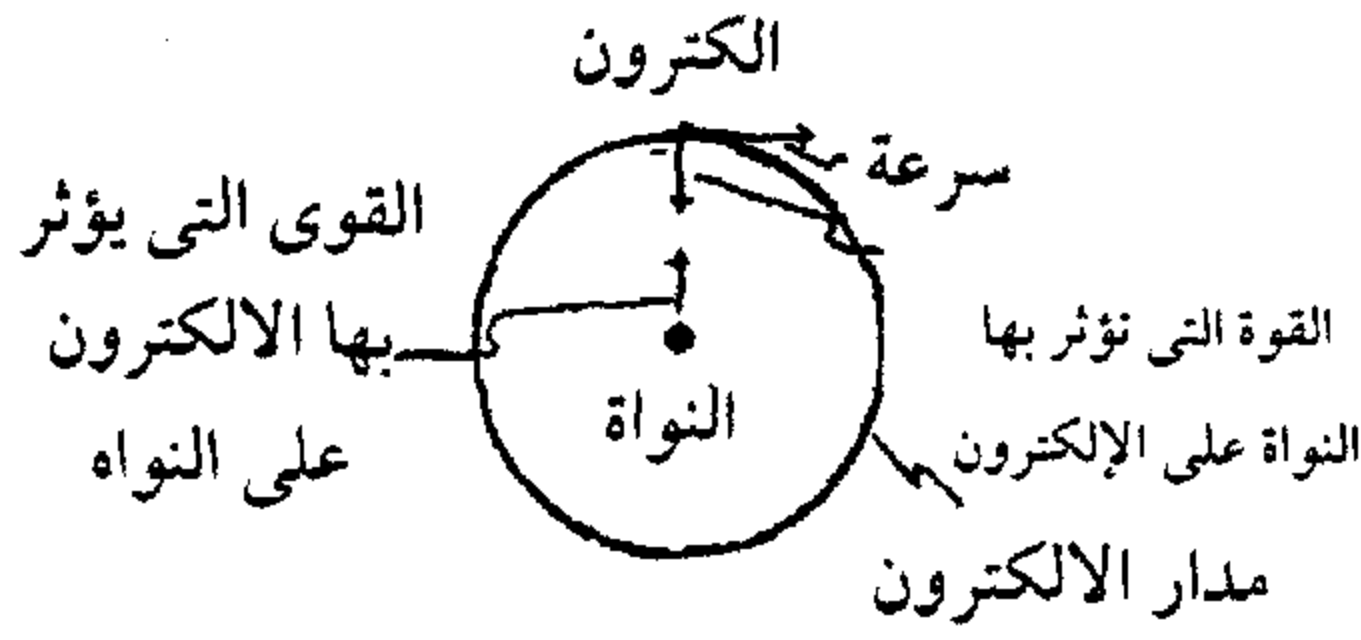 الكترون
سرعة
القوى التى يؤثر
بها الالكترون
على النواه
القوة التى تؤثر بها
النواة على الإلكترون
النواة
مدار الالكترون